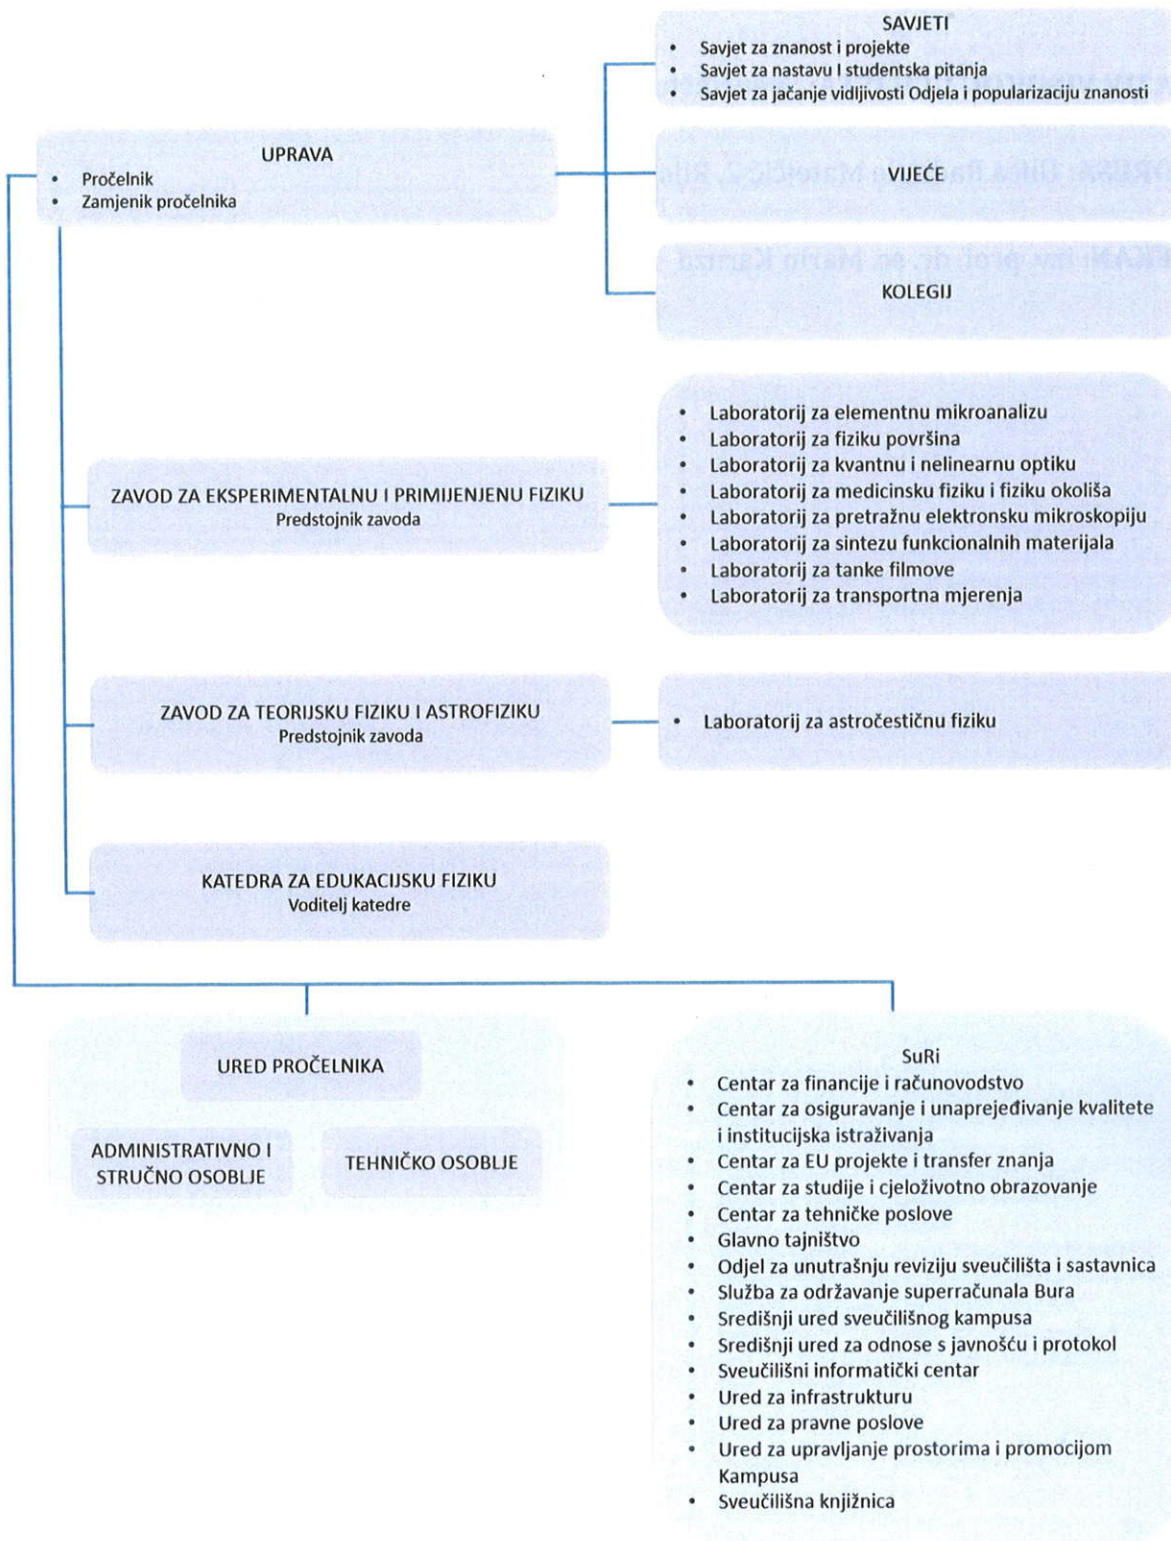 SAVJETI
• Savjet za znanost i projekte
• Savjet za nastavu I studentska pitanja
• Savjet za jačanje vidljivosti Odjela i popularizaciju znanosti
UPRAVA
• Pročelnik
• Zamjenik pročelnika
VIJEĆE
KOLEGIJ
ZAVOD ZA EKSPERIMENTALNU I PRIMIJENJENU FIZIKU
Predstojnik zavoda
• Laboratorij za elementnu mikroanalizu
• Laboratorij za fiziku površina
• Laboratorij za kvantnu i nelinearnu optiku
• Laboratorij za medicinsku fiziku i fiziku okoliša
• Laboratorij za pretražnu elektronsku mikroskopiju
• Laboratorij za sintezu funkcionalnih materijala
• Laboratorij za tanke filmove
• Laboratorij za transportna mjerenja
ZAVOD ZA TEORIJSKU FIZIKU I ASTROFIZIKU
Predstojnik zavoda
• Laboratorij za astročestičnu fiziku
KATEDRA ZA EDUKACIJSKU FIZIKU
Voditelj katedre
URED PROČELNIKA
ADMINISTRATIVNO I
STRUČNO OSOBLJE
TEHNIČKO OSOBLJE
SuRi
• Centar za financije i računovodstvo
• Centar za osiguravanje i unaprejeđivanje kvalitete
i institucijska istraživanja
• Centar za EU projekte i transfer znanja
• Centar za studije i cjeloživotno obrazovanje
• Centar za tehničke poslove
• Glavno tajništvo
• Odjel za unutrašnju reviziju sveučilišta i sastavnica
• Služba za održavanje superračunala Bura
• Središnji ured sveučilišnog kampusa
• Središnji ured za odnose s javnošću i protokol
• Sveučilišni informatički centar
• Ured za infrastrukturu
• Ured za pravne poslove
• Ured za upravljanje prostorima i promocijom
Kampusa
• Sveučilišna knjižnica